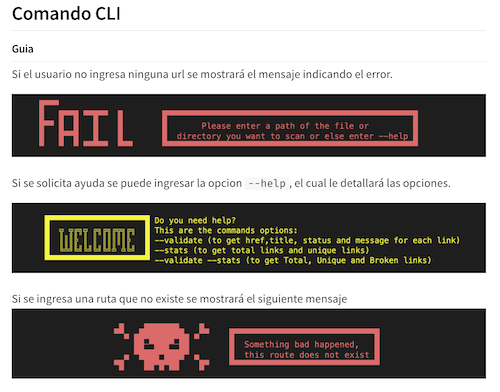 Comando CLI
Guia
Si el usuario no ingresa ninguna url se mostrará el mensaje indicando el error.
FAIL
Please enter a path of the file or
directory you want to scan or else enter --help
Si se solicita ayuda se puede ingresar la opcion --help , el cual le detallará las opciones.
WELCOME
Do you need help?
This are the commands options:
--validate (to get href,title, status and message for each link)
--stats (to get total links and unique links)
--validate --stats (to get Total, Unique and Broken links)
Si se ingresa una ruta que no existe se mostrará el siguiente mensaje
Something bad happened,
this route does not exist